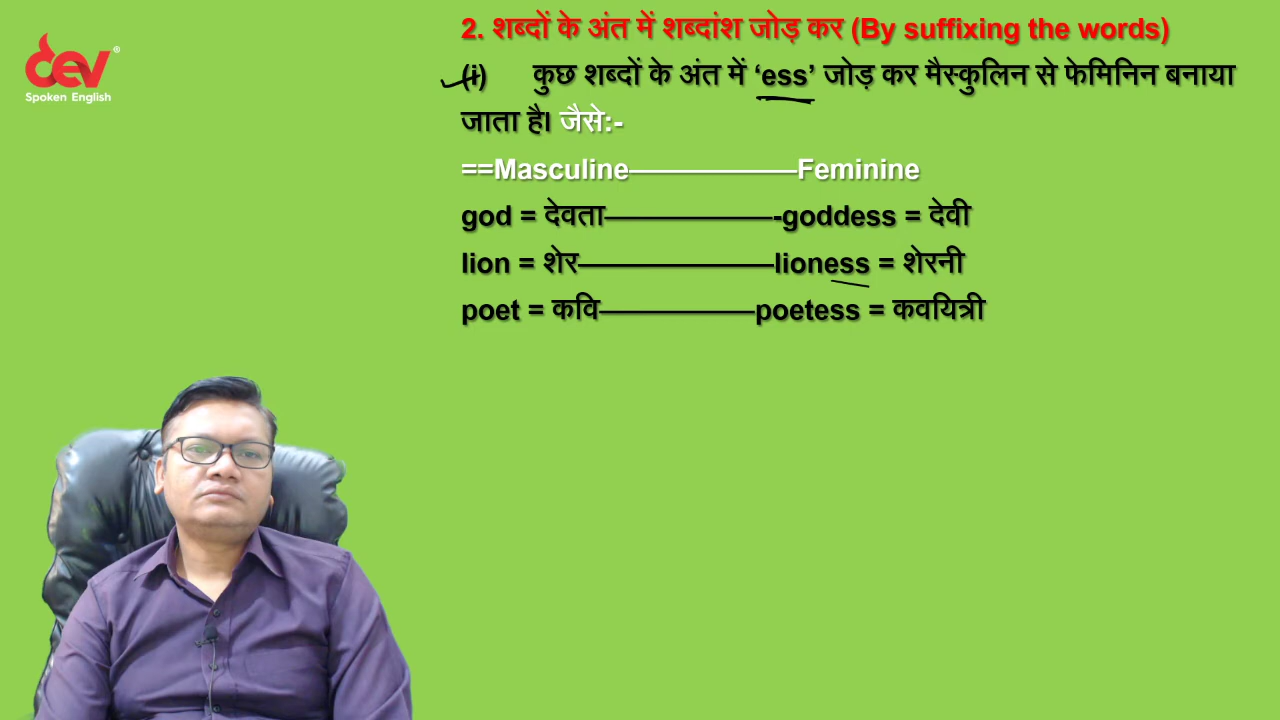 dev®
Spoken English
2. शब्दों के अंत में शब्दांश जोड़ कर (By suffixing the words)
(i) कुछ शब्दों के अंत में ‘ess’ जोड़ कर मैस्कुलिन से फेमिनिन बनाया
जाता है। जैसे:-
==Masculine——————Feminine
god = देवता——————-goddess = देवी
lion = शेर———————lioness = शेरनी
poet = कवि—————–poetess = कवयित्री